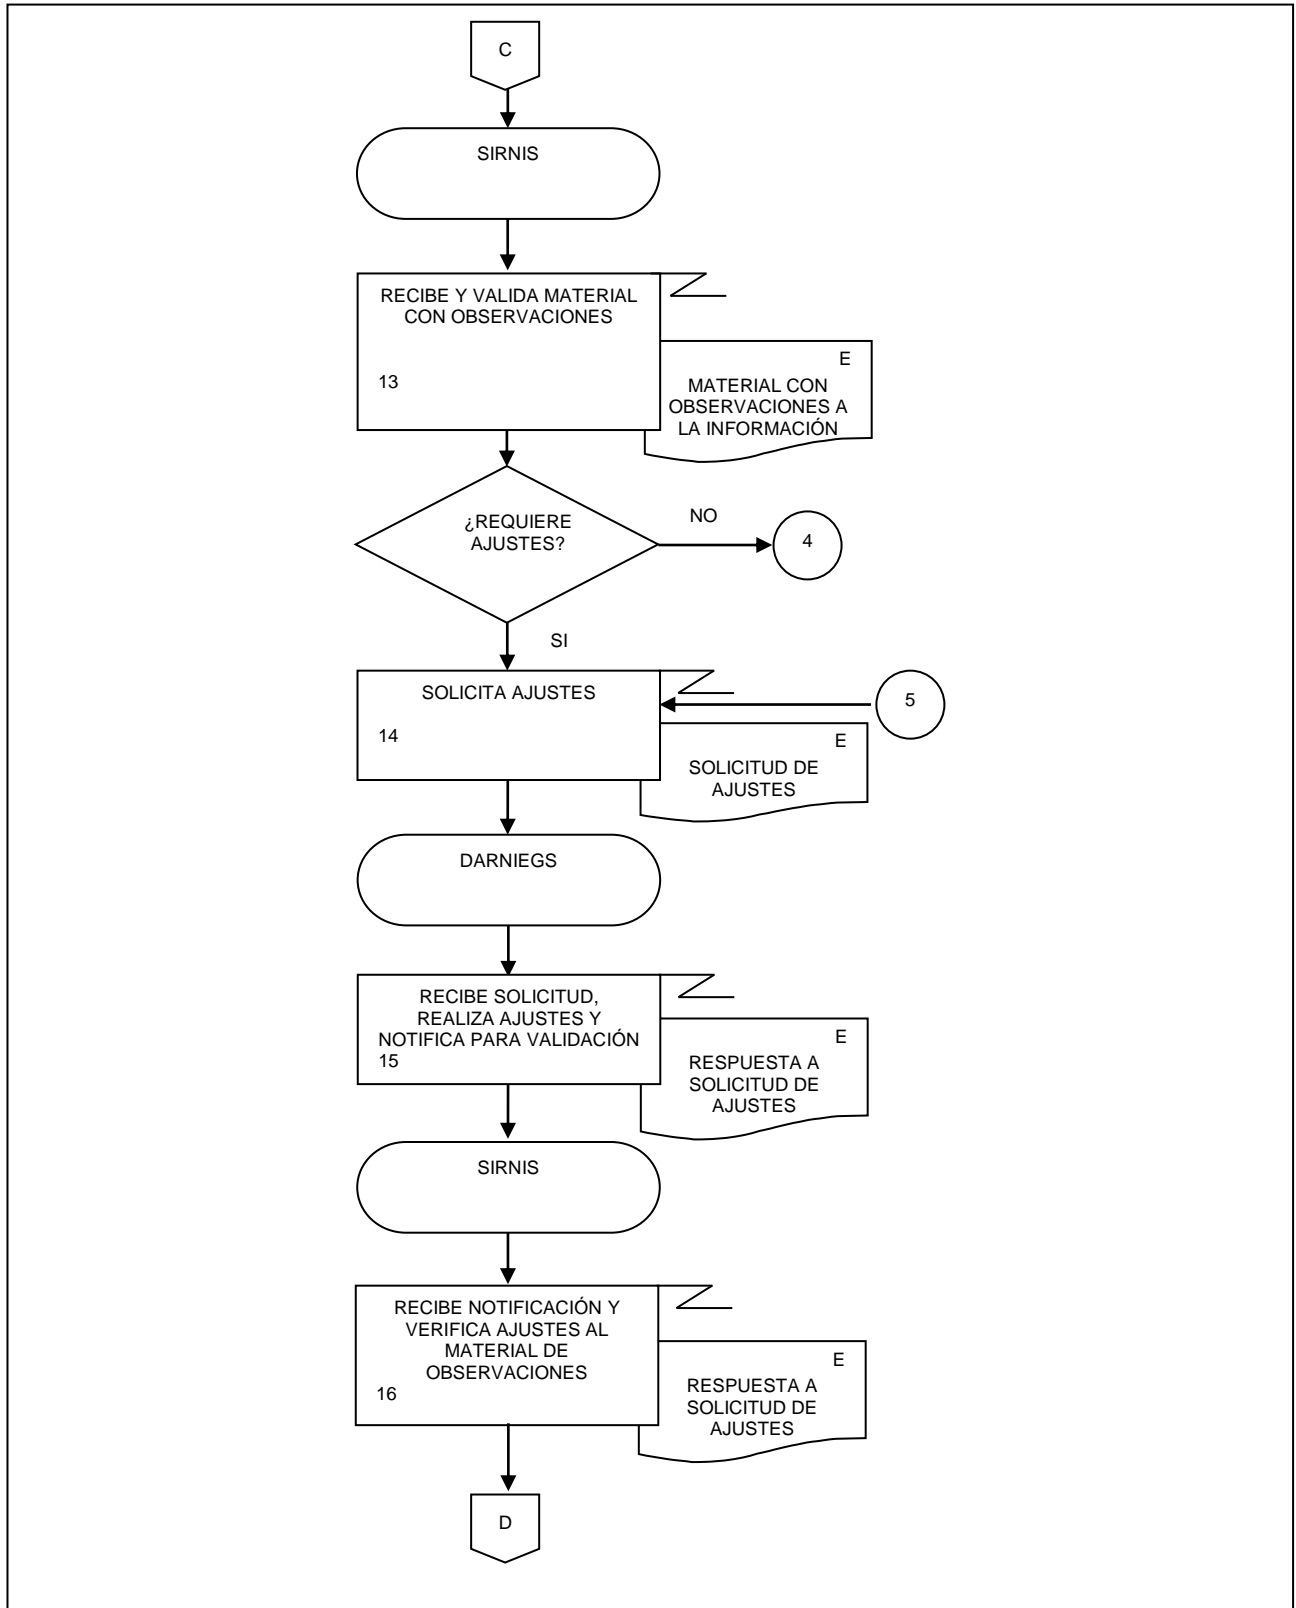 C
SIRNIS
RECIBE Y VALIDA MATERIAL
CON OBSERVACIONES
13
E
MATERIAL CON
OBSERVACIONES A
LA INFORMACIÓN
¿REQUIERE
AJUSTES?
NO
4
SI
SOLICITA AJUSTES
14
5
E
SOLICITUD DE
AJUSTES
DARNIEGS
RECIBE SOLICITUD,
REALIZA AJUSTES Y
NOTIFICA PARA VALIDACIÓN
15
E
RESPUESTA A
SOLICITUD DE
AJUSTES
SIRNIS
RECIBE NOTIFICACIÓN Y
VERIFICA AJUSTES AL
MATERIAL DE
OBSERVACIONES
16
E
RESPUESTA A
SOLICITUD DE
AJUSTES
D